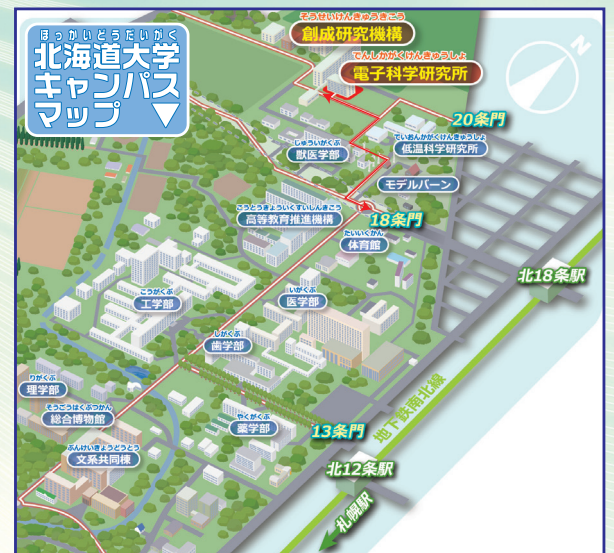 ほっかいどうだいがく
北海道大学
キャンパス
マップ ▼
そうせいけんきゅうきこう
創成研究機構
でんしかがくけんきゅうしょ
電子科学研究所
N
20条門
ていおんかがくけんきゅうしょ
低温科学研究所
じゅういがくぶ
獣医学部
モデルバーン
こうとうきょういくすいしんきこう
高等教育推進機構
18条門
たいいくかん
体育館
北18条駅
こうがくぶ
工学部
いがくぶ
医学部
しがくぶ
歯学部
りがくぶ
理学部
そうごうはくぶつかん
総合博物館
やくがくぶ
薬学部
13条門
地下鉄南北線
ぶんけいきょうどうとう
文系共同棟
北12条駅
札幌駅